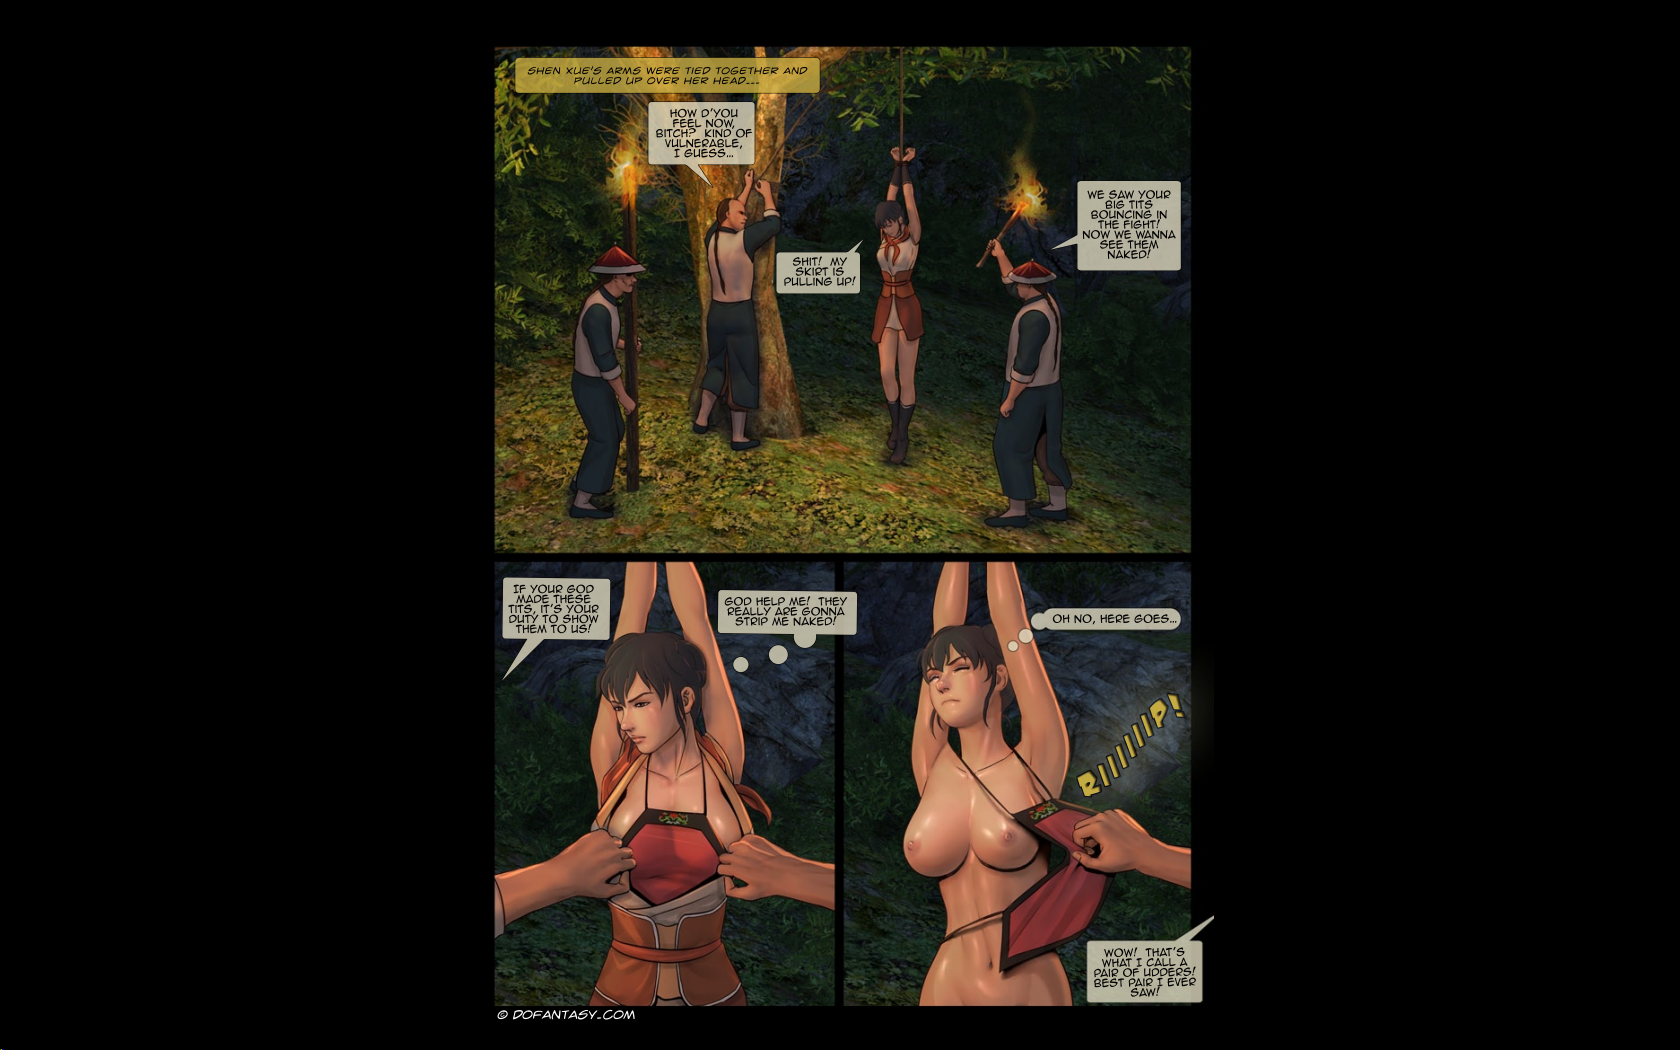 SHEN XUE'S ARMS WERE TIED TOGETHER AND
PULLED UP OVER HER HEAD...
HOW D'YOU
FEEL NOW,
BITCH? KIND OF
VULNERABLE,
I GUESS...
SHIT! MY
SKIRT IS
PULLING UP!
WE SAW YOUR
BIG TITS
BOUNCING IN
THE FIGHT!
NOW WE WANNA
SEE THEM
NAKED!
IF YOUR GOD
MADE THESE
TITS, IT'S YOUR
DUTY TO SHOW
THEM TO US!
GOD HELP ME! THEY
REALLY ARE GONNA
STRIP ME NAKED!
OH NO, HERE GOES...
RIIIIIIP!
WOW! THAT'S
WHAT I CALL A
PAIR OF UDDERS!
BEST PAIR I EVER
SAW!
© DOFANTASY.COM